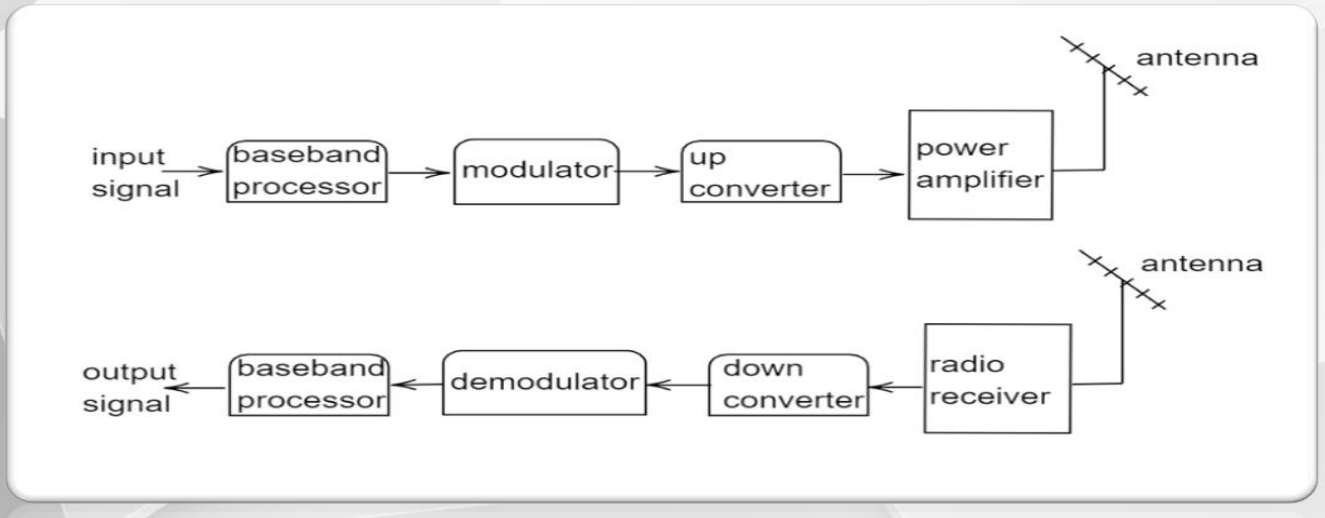 antenna
input
signal
baseband
processor
modulator
up
converter
power
amplifier
antenna
output
signal
baseband
processor
demodulator
down
converter
radio
receiver